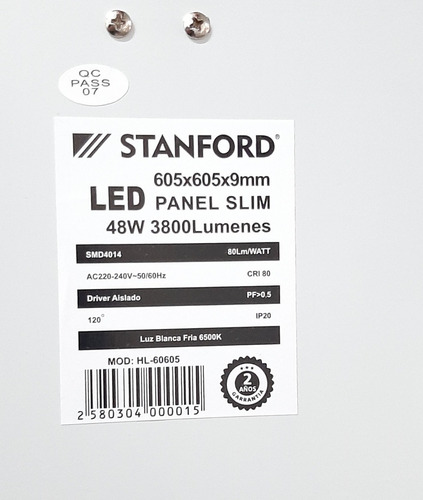 QC
PASS
07
STANFORD®
605x605x9mm
LED PANEL SLIM
48W 3800Lumenes
SMD4014 80Lm/WATT
AC220-240V~50/60Hz CRI 80
Driver Aislado PF>0.5
120° IP20
Luz Blanca Fria 6500K
MOD: HL-60605
2 580304 000015
2
AÑOS
GARANTIA